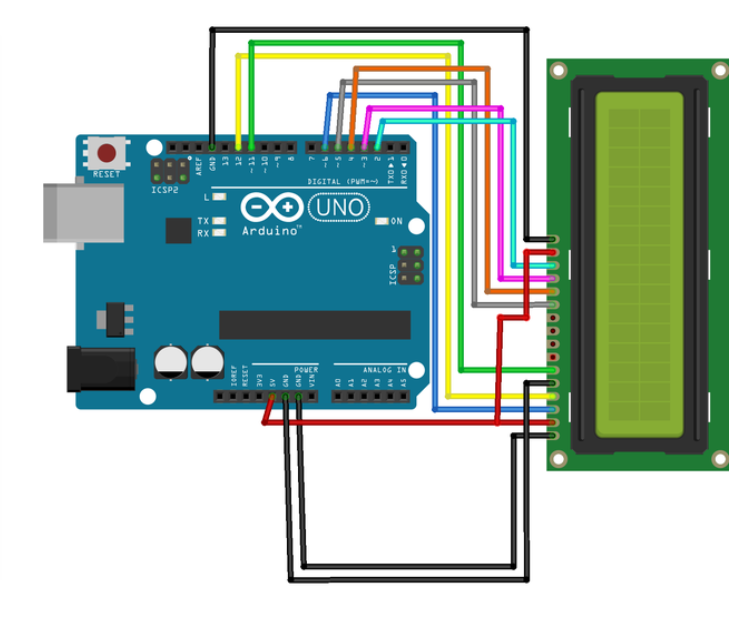 RESET
ICSP2
AREF
GND
13
12
~11
~10
~9
8
7
~6
~5
4
~3
2
TX0▶1
RX0◀0
DIGITAL (PWM=~)
L
TX
RX
Arduino™
UNO
ON
1
ICSP
POWER
ANALOG IN
IOREF
RESET
3V3
5V
GND
GND
VIN
A0
A1
A2
A3
A4
A5